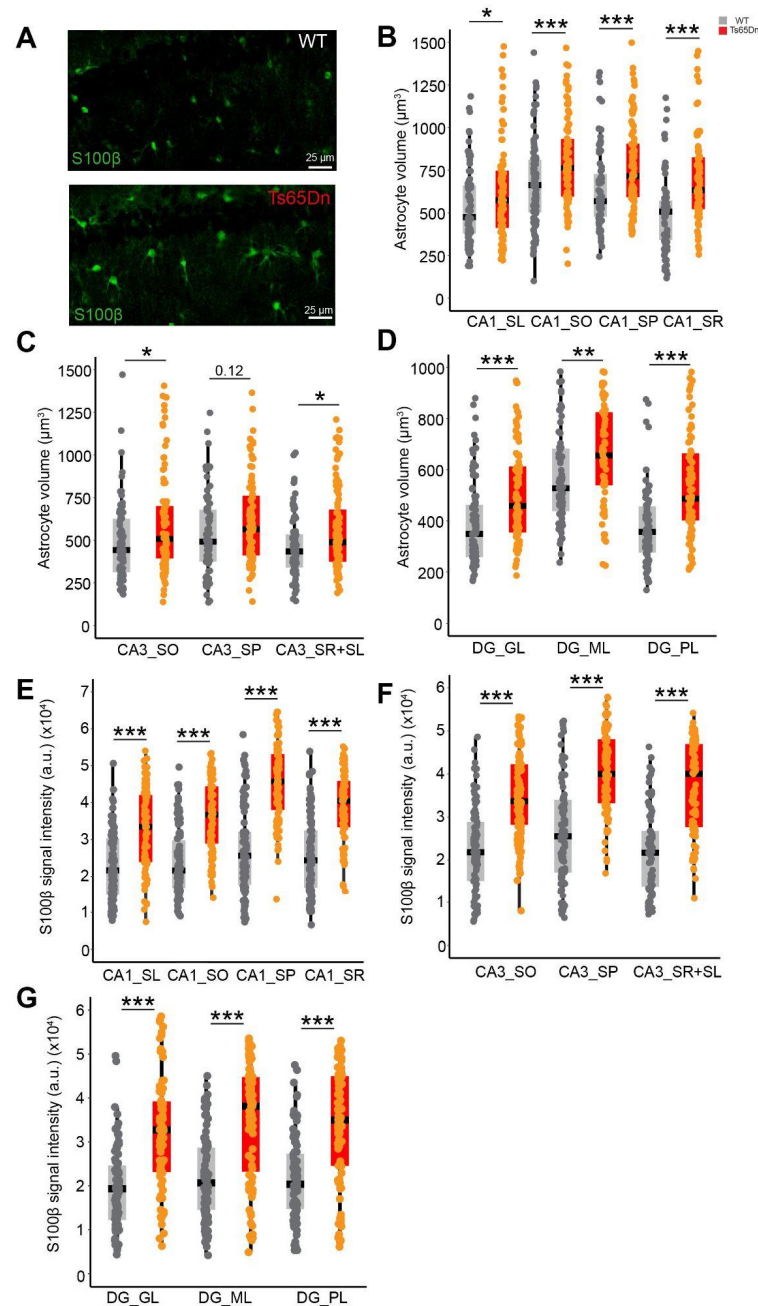 A
WT
S100β
25 µm
Ts65Dn
S100β
25 µm
B
WT
Ts65Dn
* *** *** ***
Astrocyte volume (µm³)
1500
1250
1000
750
500
250
0
CA1_SL CA1_SO CA1_SP CA1_SR
C
* 0.12 *
Astrocyte volume (µm³)
1500
1250
1000
750
500
250
0
CA3_SO CA3_SP CA3_SR+SL
D
*** ** ***
Astrocyte volume (µm³)
1000
800
600
400
200
0
DG_GL DG_ML DG_PL
E
*** *** *** ***
S100β signal intensity (a.u.) (x10⁴)
7
6
5
4
3
2
1
0
CA1_SL CA1_SO CA1_SP CA1_SR
F
*** *** ***
S100β signal intensity (a.u.) (x10⁴)
6
5
4
3
2
1
0
CA3_SO CA3_SP CA3_SR+SL
G
*** *** ***
S100β signal intensity (a.u.) (x10⁴)
6
5
4
3
2
1
0
DG_GL DG_ML DG_PL